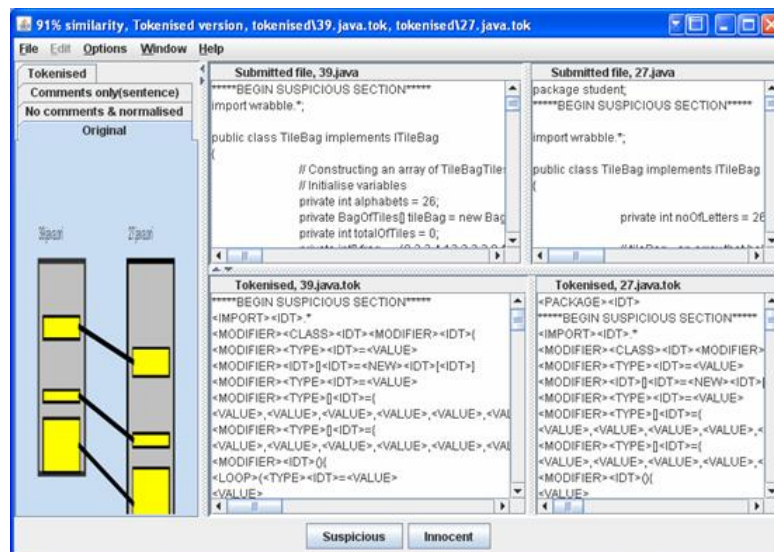 91% similarity, Tokenised version, tokenised\39.java.tok, tokenised\27.java.tok
File Edit Options Window Help
Tokenised
Comments only(sentence)
No comments & normalised
Original
39.java.ori
27.java.ori
Submitted file, 39.java
*****BEGIN SUSPICIOUS SECTION*****
import wrabble.*;
public class TileBag implements ITileBag
{
// Constructing an array of TileBagTiles
// Initialise variables
private int alphabets = 26;
private BagOfTiles[] tileBag = new Bag
private int totalOfTiles = 0;
Submitted file, 27.java
package student;
*****BEGIN SUSPICIOUS SECTION*****
import wrabble.*;
public class TileBag implements ITileBag
{
private int noOfLetters = 26
Tokenised, 39.java.tok
*****BEGIN SUSPICIOUS SECTION*****
<IMPORT><IDT>.*
<MODIFIER><CLASS><IDT><MODIFIER><IDT>{
<MODIFIER><TYPE><IDT>=<VALUE>
<MODIFIER><IDT>[]<IDT>=<NEW><IDT>[<IDT>]
<MODIFIER><TYPE><IDT>=<VALUE>
<MODIFIER><TYPE>[]<IDT>={
<VALUE>,<VALUE>,<VALUE>,<VALUE>,<VALUE>,<VAL
<MODIFIER><TYPE>[]<IDT>={
<VALUE>,<VALUE>,<VALUE>,<VALUE>,<VALUE>,<VAL
<MODIFIER><IDT>(){
<LOOP>(<TYPE><IDT>=<VALUE>
<VALUE>
Tokenised, 27.java.tok
<PACKAGE><IDT>
*****BEGIN SUSPICIOUS SECTION*****
<IMPORT><IDT>.*
<MODIFIER><CLASS><IDT><MODIFIER>
<MODIFIER><TYPE><IDT>=<VALUE>
<MODIFIER><IDT>[]<IDT>=<NEW><IDT>[
<MODIFIER><TYPE><IDT>=<VALUE>
<MODIFIER><TYPE>[]<IDT>={
<VALUE>,<VALUE>,<VALUE>,<VALUE>,<
<MODIFIER><TYPE>[]<IDT>={
<VALUE>,<VALUE>,<VALUE>,<VALUE>,<
<MODIFIER><IDT>(){
<VALUE>
Suspicious
Innocent